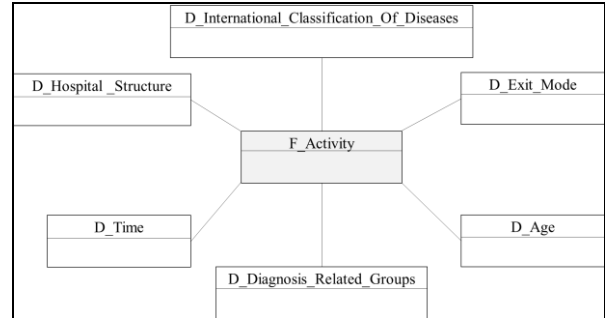 D_International_Classification_Of_Diseases
D_Hospital _Structure
D_Exit_Mode
F_Activity
D_Time
D_Age
D_Diagnosis_Related_Groups